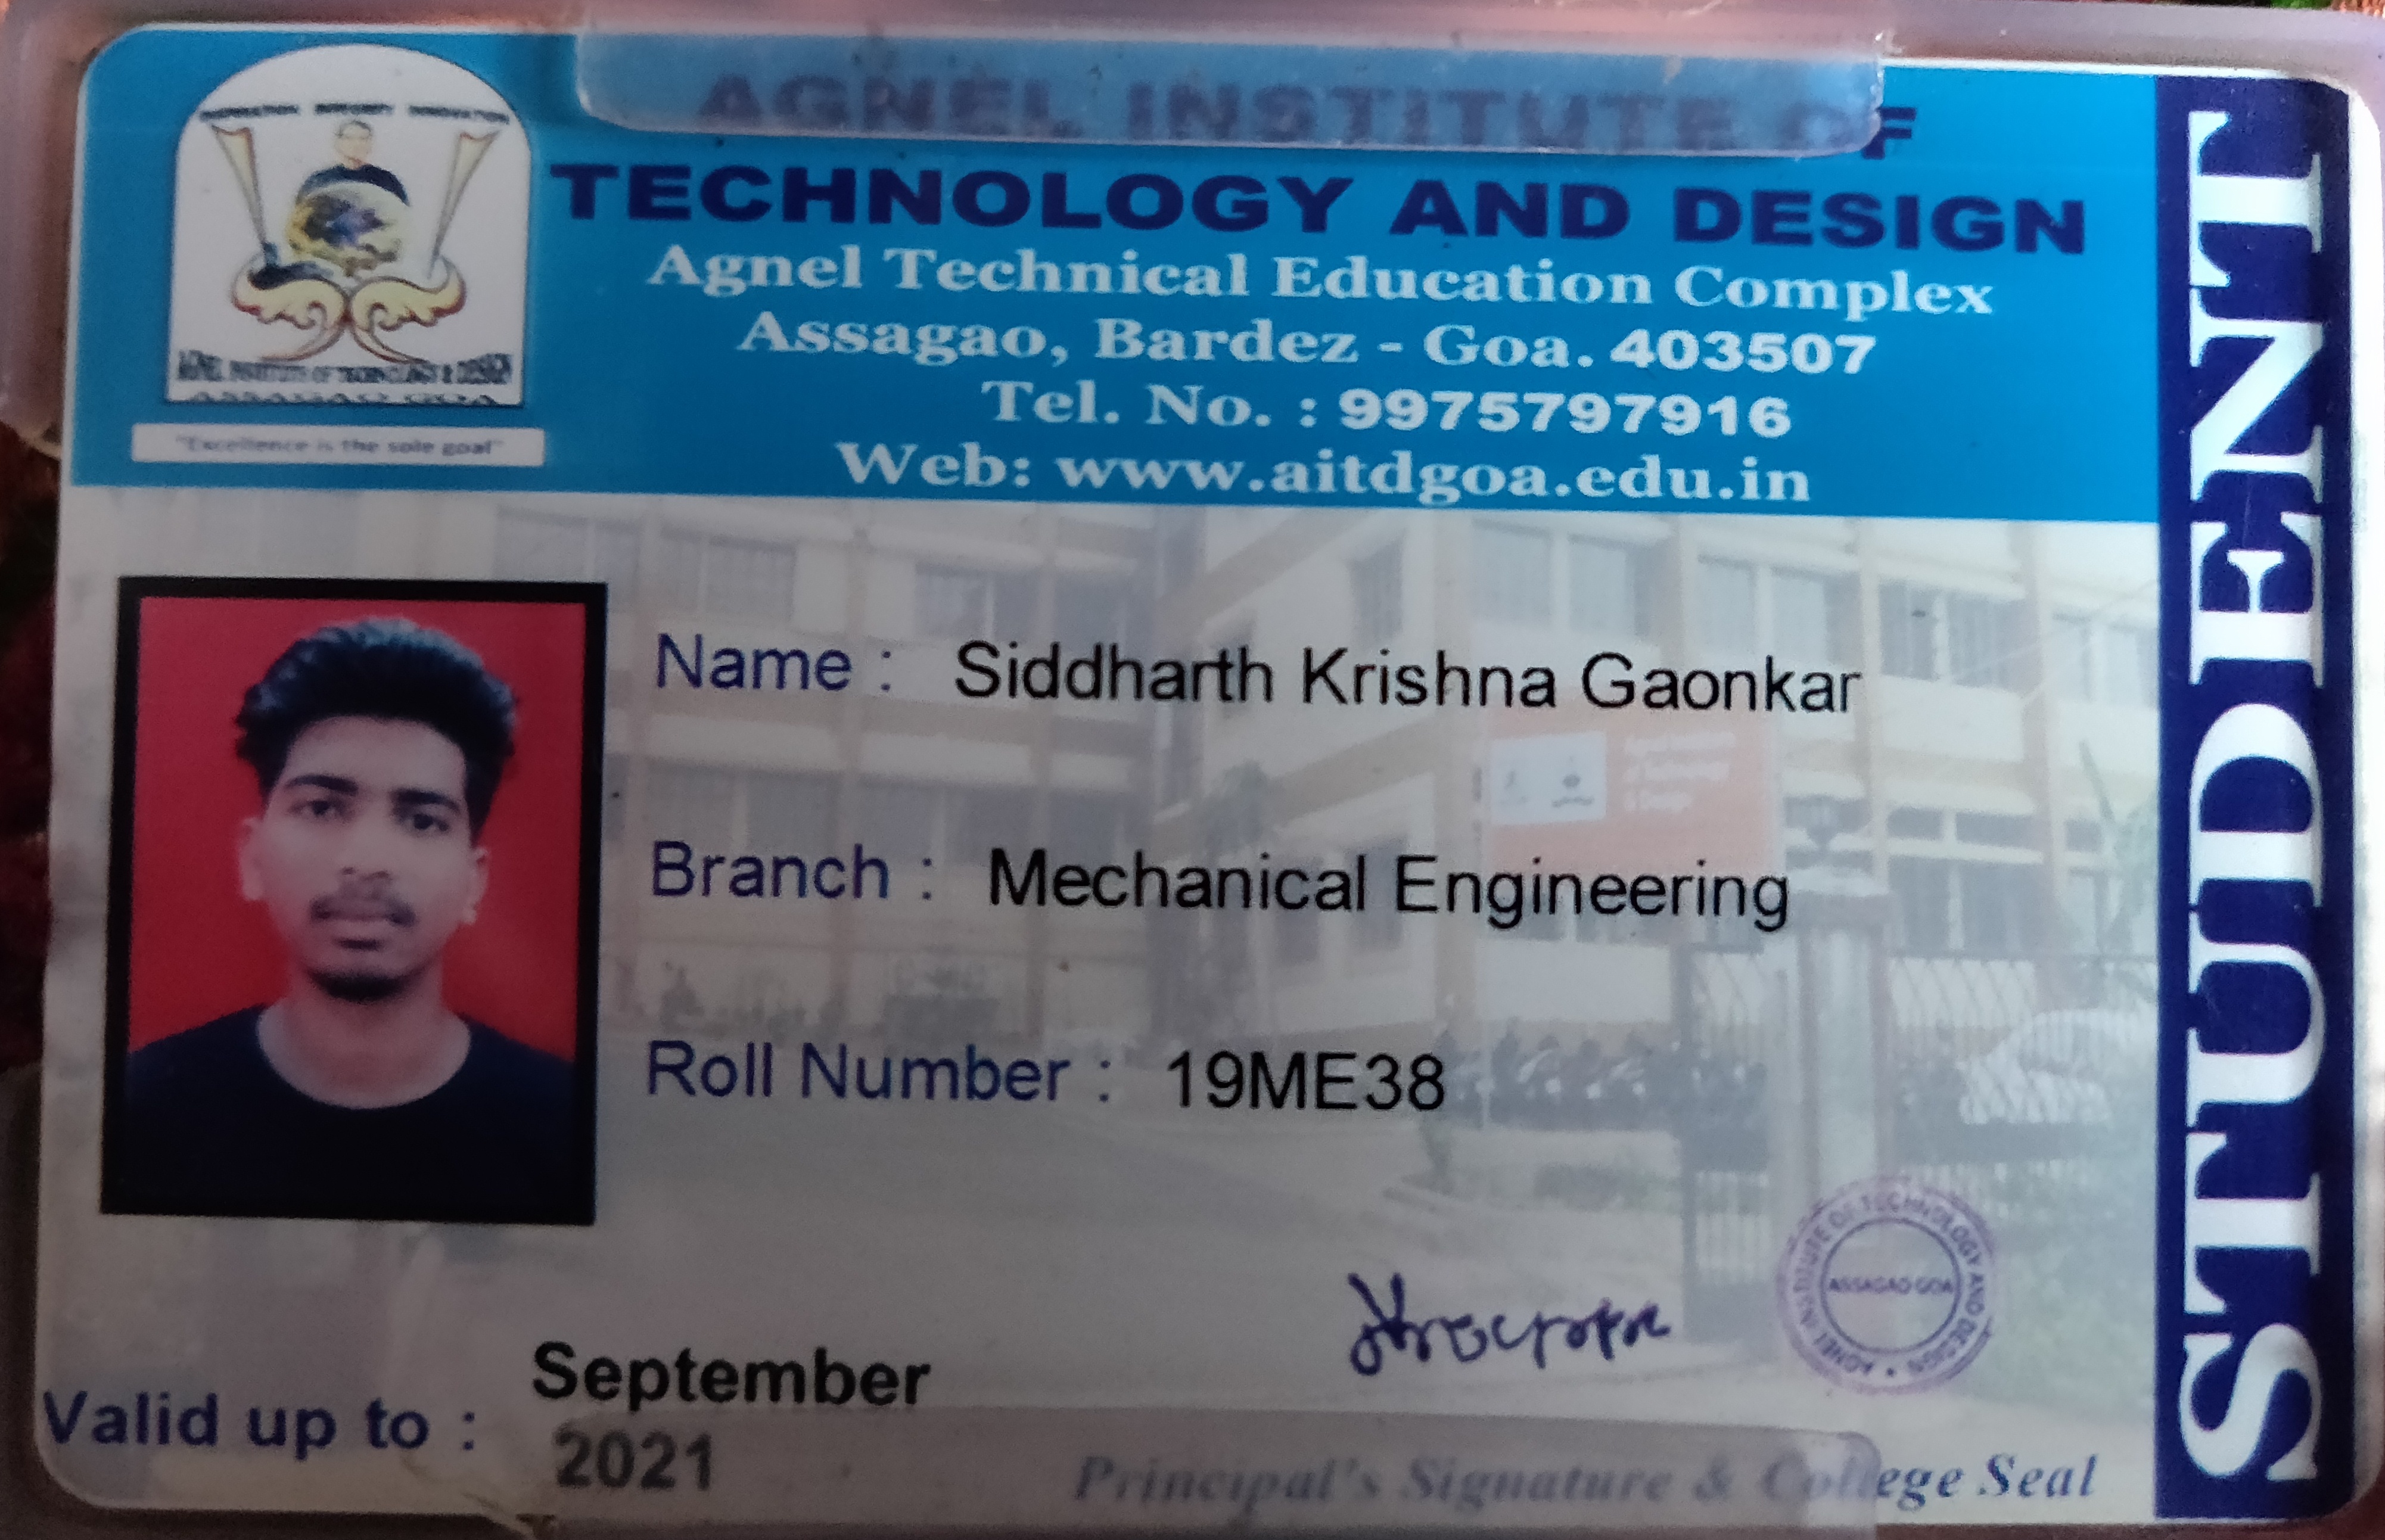 AGNEL INSTITUTE OF
TECHNOLOGY AND DESIGN
Agnel Technical Education Complex
Assagao, Bardez - Goa. 403507
Tel. No. : 9975797916
Web: www.aitdgoa.edu.in
AGNEL INSTITUTE OF TECHNOLOGY & DESIGN
ASSAGAO GOA
"Excellence is the sole goal"
STUDENT
Name : Siddharth Krishna Gaonkar
Branch : Mechanical Engineering
Roll Number : 19ME38
AGNEL INSTITUTE OF TECHNOLOGY AND DESIGN
ASSAGAO GOA
Valid up to : September
2021
Principal's Signature & College Seal